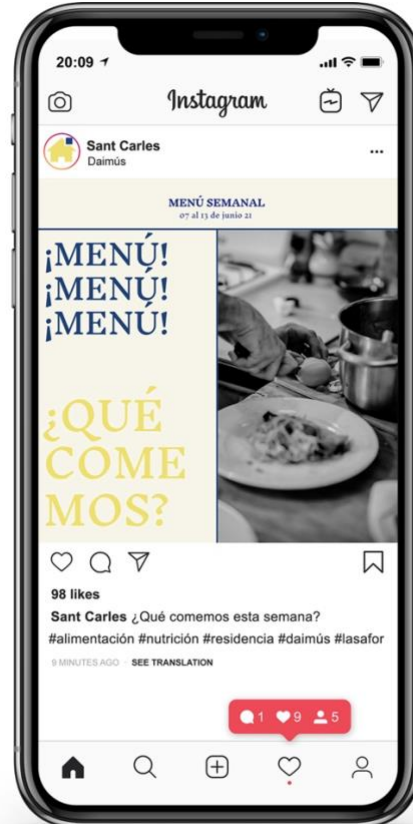 20:09
Instagram
Sant Carles
Daimús
MENÚ SEMANAL
07 al 13 de junio 21
¡MENÚ!
¡MENÚ!
¡MENÚ!
¿QUÉ
COME
MOS?
98 likes
Sant Carles ¿Qué comemos esta semana?
#alimentación #nutrición #residencia #daimús #lasafor
9 MINUTES AGO · SEE TRANSLATION
1 9 5